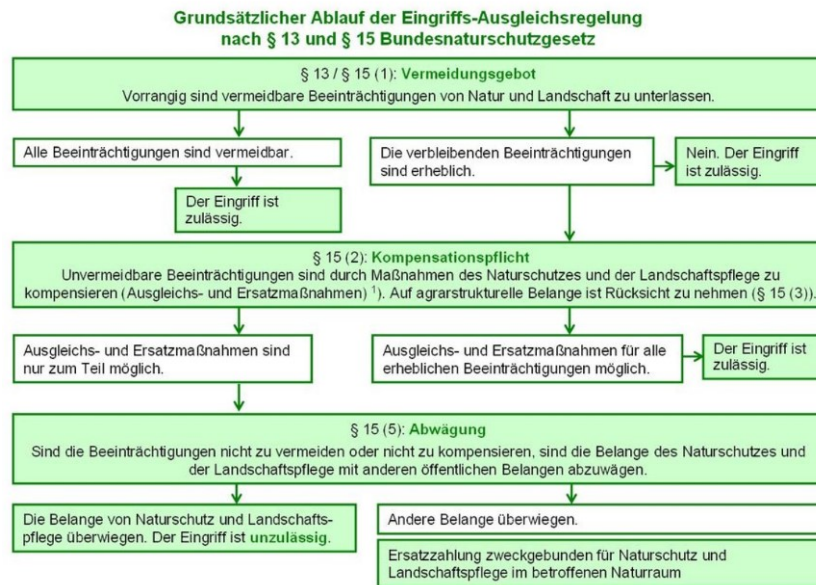 Grundsätzlicher Ablauf der Eingriffs-Ausgleichsregelung
nach § 13 und § 15 Bundesnaturschutzgesetz
§ 13 / § 15 (1): Vermeidungsgebot
Vorrangig sind vermeidbare Beeinträchtigungen von Natur und Landschaft zu unterlassen.
Alle Beeinträchtigungen sind vermeidbar.
Der Eingriff ist
zulässig.
Die verbleibenden Beeinträchtigungen
sind erheblich.
Nein. Der Eingriff
ist zulässig.
§ 15 (2): Kompensationspflicht
Unvermeidbare Beeinträchtigungen sind durch Maßnahmen des Naturschutzes und der Landschaftspflege zu
kompensieren (Ausgleichs- und Ersatzmaßnahmen) ¹). Auf agrarstrukturelle Belange ist Rücksicht zu nehmen (§ 15 (3)).
Ausgleichs- und Ersatzmaßnahmen sind
nur zum Teil möglich.
Ausgleichs- und Ersatzmaßnahmen für alle
erheblichen Beeinträchtigungen möglich.
Der Eingriff ist
zulässig.
§ 15 (5): Abwägung
Sind die Beeinträchtigungen nicht zu vermeiden oder nicht zu kompensieren, sind die Belange des Naturschutzes und
der Landschaftspflege mit anderen öffentlichen Belangen abzuwägen.
Die Belange von Naturschutz und Landschafts-
pflege überwiegen. Der Eingriff ist unzulässig.
Andere Belange überwiegen.
Ersatzzahlung zweckgebunden für Naturschutz und
Landschaftspflege im betroffenen Naturraum